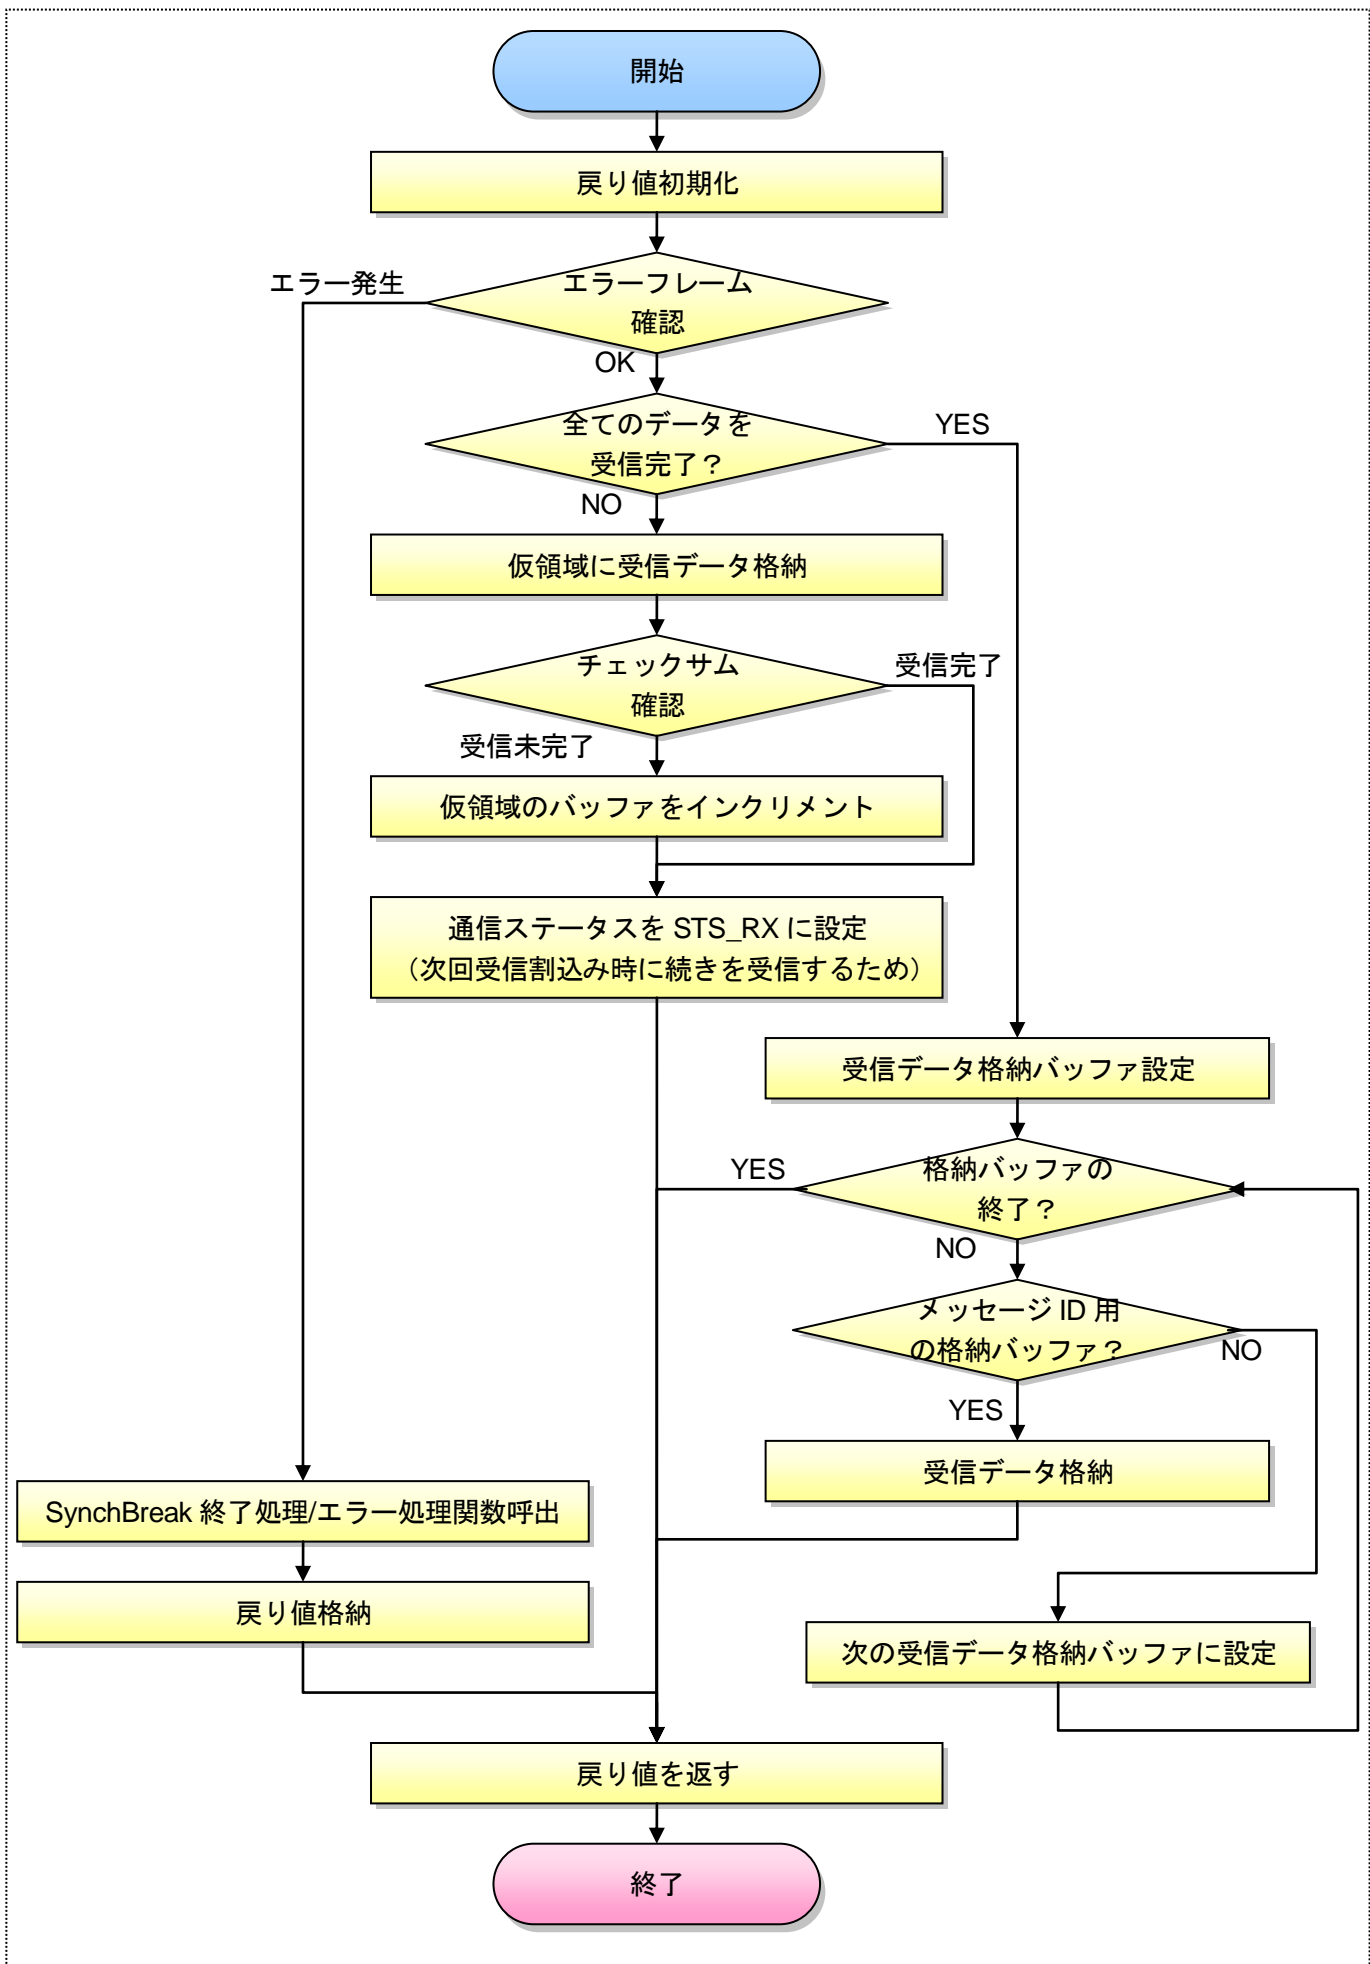 開始
戻り値初期化
エラー発生
エラーフレーム
確認
OK
全てのデータを
受信完了？
YES
NO
仮領域に受信データ格納
チェックサム
確認
受信完了
受信未完了
仮領域のバッファをインクリメント
通信ステータスを STS_RX に設定
（次回受信割込み時に続きを受信するため）
受信データ格納バッファ設定
YES
格納バッファの
終了？
NO
メッセージ ID 用
の格納バッファ？
NO
YES
受信データ格納
SynchBreak 終了処理/エラー処理関数呼出
戻り値格納
次の受信データ格納バッファに設定
戻り値を返す
終了